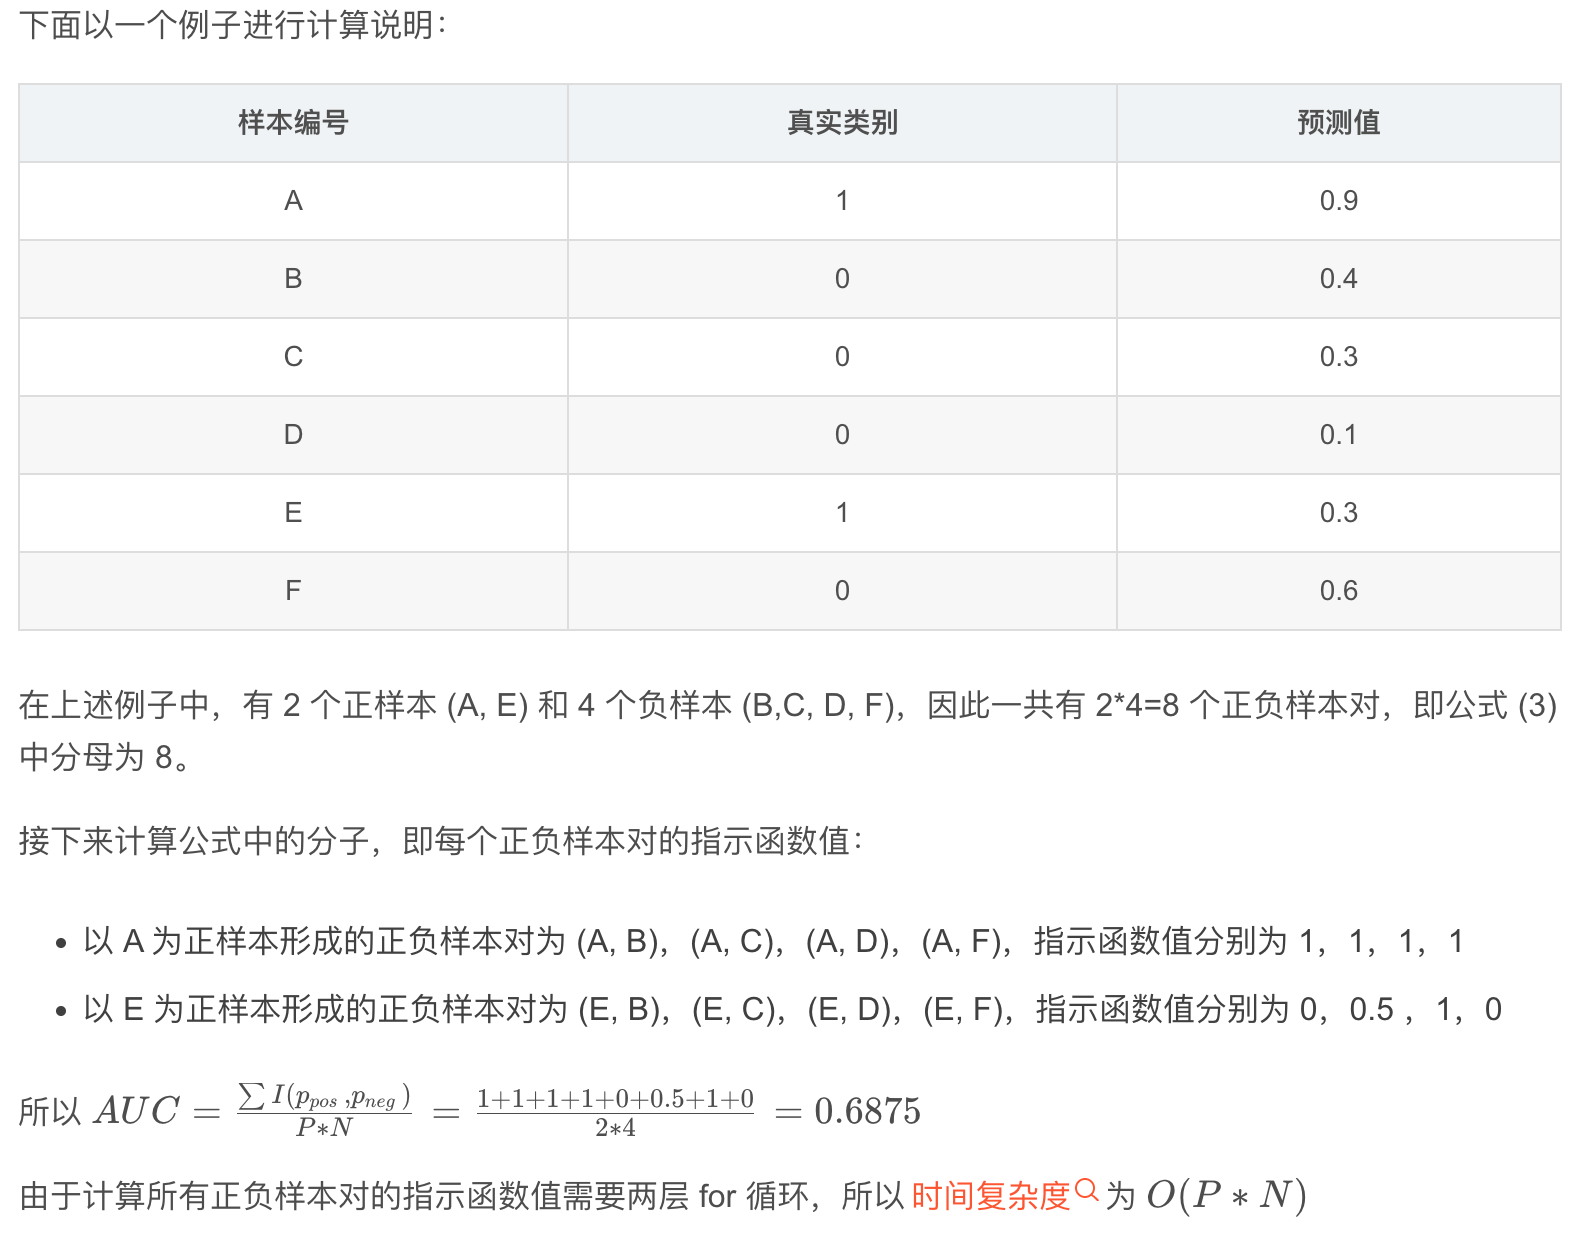 下面以一个例子进行计算说明：
样本编号 真实类别 预测值
A 1 0.9
B 0 0.4
C 0 0.3
D 0 0.1
E 1 0.3
F 0 0.6
在上述例子中，有 2 个正样本 (A, E) 和 4 个负样本 (B,C, D, F)，因此一共有 2*4=8 个正负样本对，即公式 (3)
中分母为 8。
接下来计算公式中的分子，即每个正负样本对的指示函数值：
• 以 A 为正样本形成的正负样本对为 (A, B)，(A, C)，(A, D)，(A, F)，指示函数值分别为 1，1，1，1
• 以 E 为正样本形成的正负样本对为 (E, B)，(E, C)，(E, D)，(E, F)，指示函数值分别为 0，0.5 ，1，0
所以 $AUC = \frac{\sum I(p_{pos},p_{neg})}{P*N} = \frac{1+1+1+1+0+0.5+1+0}{2*4} = 0.6875$
由于计算所有正负样本对的指示函数值需要两层 for 循环，所以 时间复杂度 为 $O(P * N)$